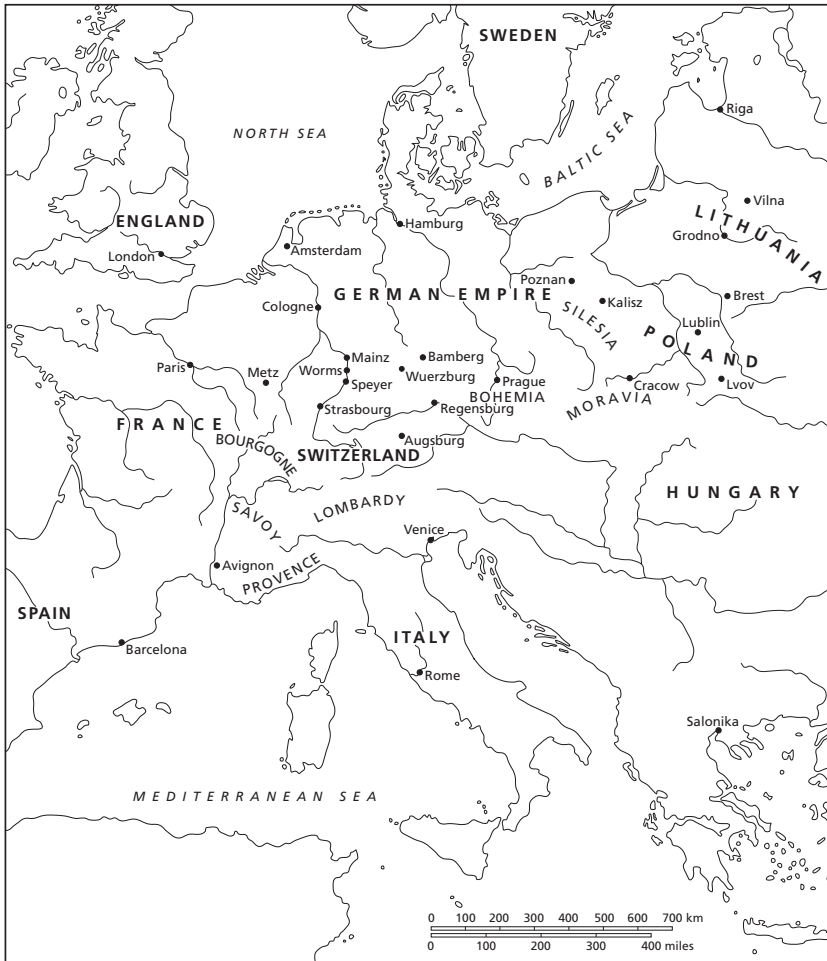 SWEDEN
Riga
NORTH SEA
BALTIC SEA
Vilna
ENGLAND
LITHUANIA
Hamburg
Grodno
London
Amsterdam
Poznan
GERMAN EMPIRE
Brest
Kalisz
Cologne
SILESIA
Lublin
POLAND
Mainz
Bamberg
Paris
Metz
Worms
Wuerzburg
Speyer
Prague
Cracow
Lvov
BOHEMIA
MORAVIA
Strasbourg
Regensburg
FRANCE
BOURGOGNE
Augsburg
SWITZERLAND
HUNGARY
SAVOY
LOMBARDY
Venice
Avignon
PROVENCE
SPAIN
ITALY
Barcelona
Rome
Salonika
MEDITERRANEAN SEA
0 100 200 300 400 500 600 700 km
0 100 200 300 400 miles